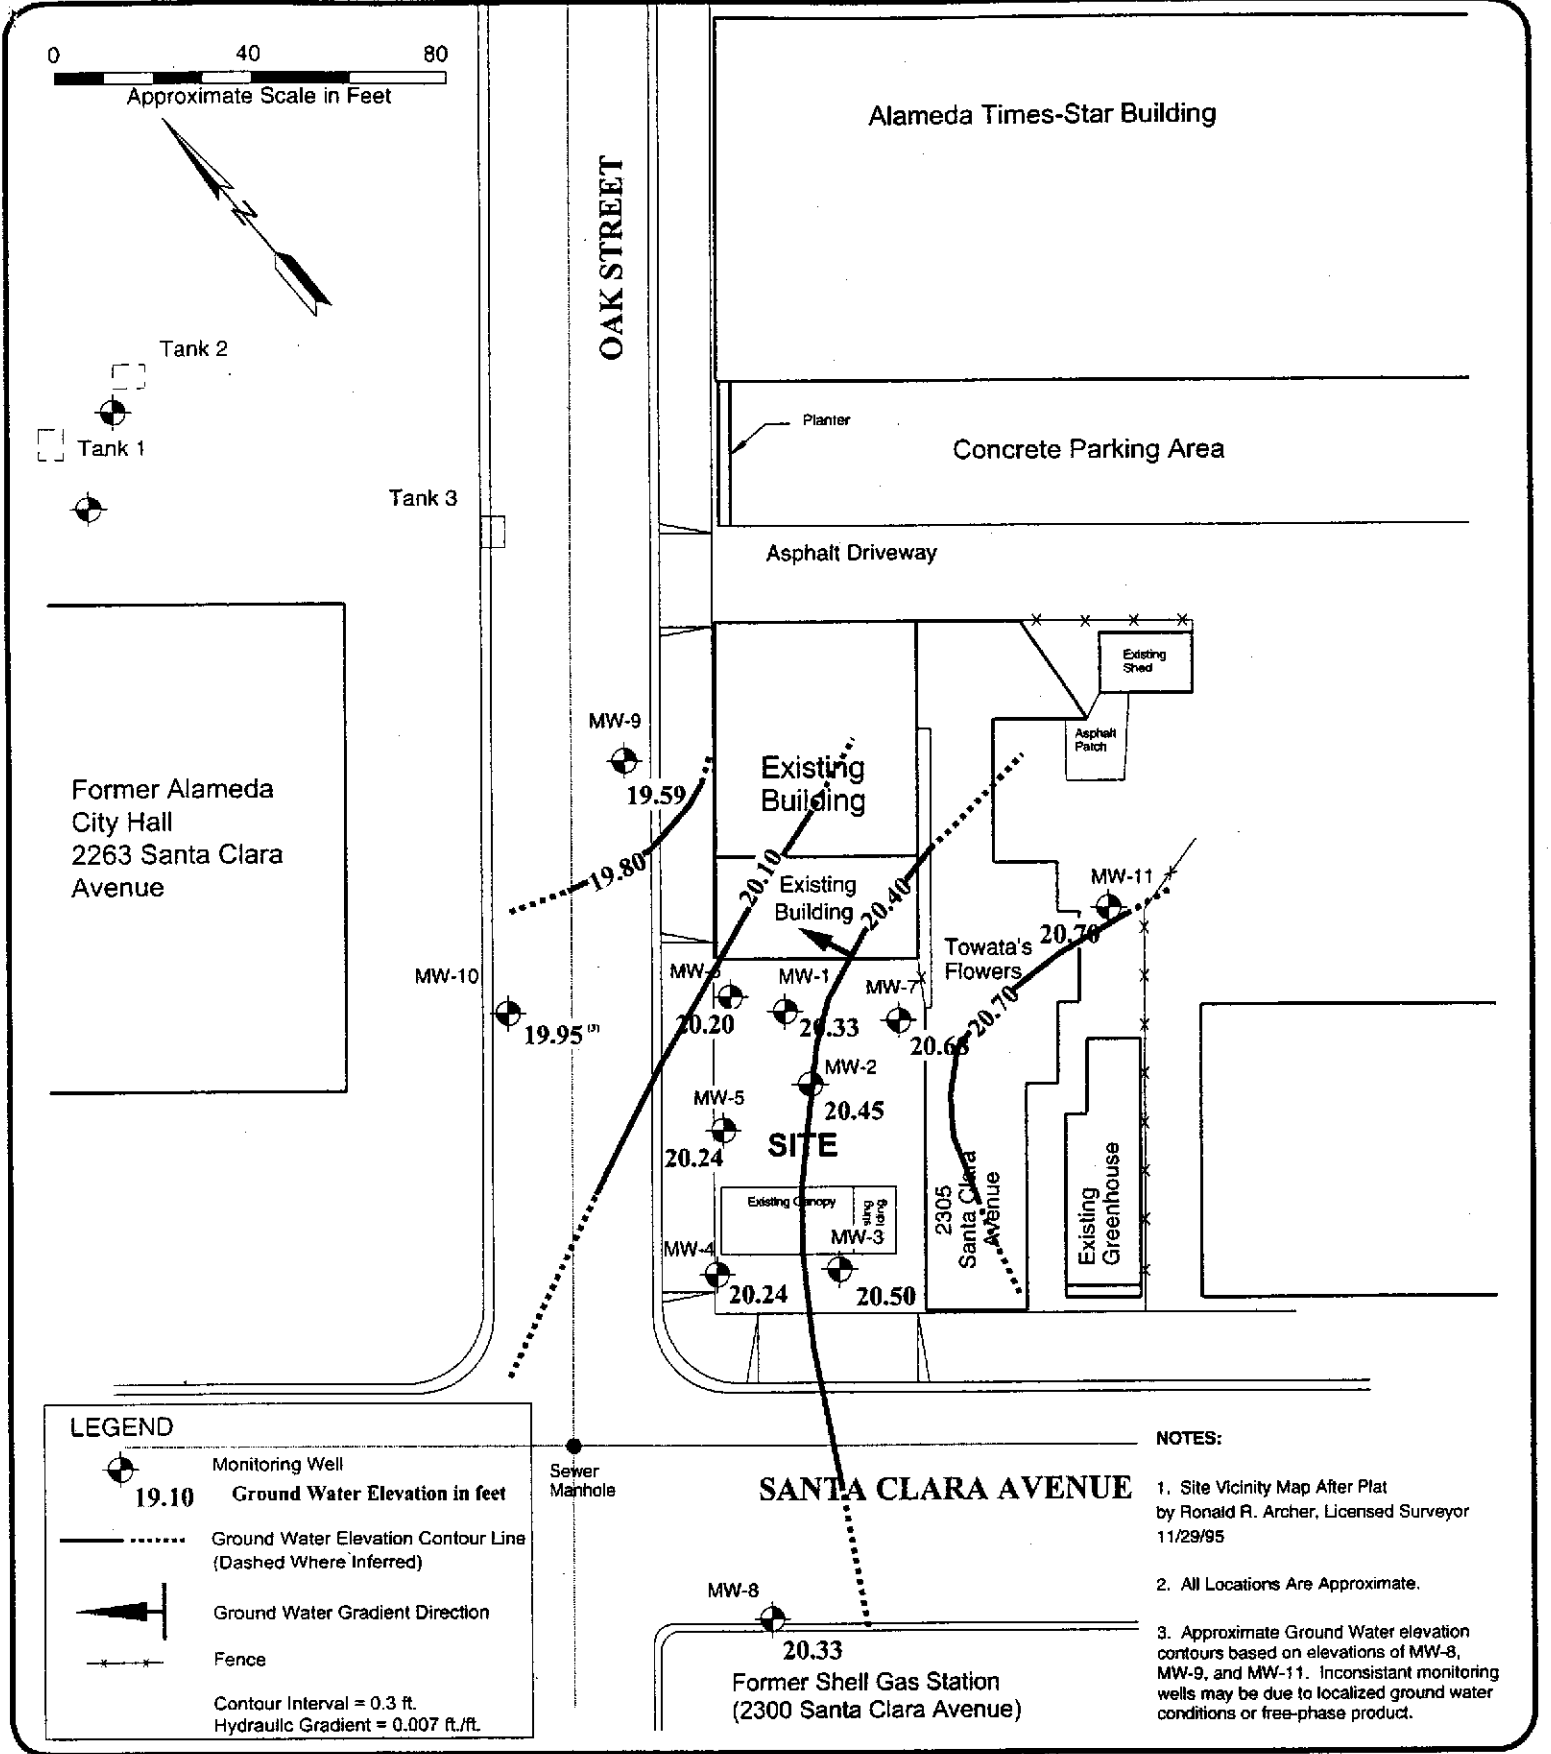 0 40 80
Approximate Scale in Feet
N
OAK STREET
Alameda Times-Star Building
Tank 2
Tank 1
Tank 3
Planter
Concrete Parking Area
Asphalt Driveway
Existing
Shed
Asphalt
Patch
MW-9
19.59
Existing
Building
Former Alameda
City Hall
2263 Santa Clara
Avenue
19.80
20.10
Existing
Building
20.40
MW-11
20.70
Towata's
Flowers
20.70
MW-10
19.95 (3)
20.20
MW-1
20.33
MW-7
MW-2
20.45
MW-5
20.24
SITE
Existing Canopy
MW-4
20.24
MW-3
20.50
2305
Santa Clara
Avenue
Existing
Greenhouse
LEGEND
Monitoring Well
19.10 Ground Water Elevation in feet
Ground Water Elevation Contour Line
(Dashed Where Inferred)
Ground Water Gradient Direction
Fence
Contour Interval = 0.3 ft.
Hydraulic Gradient = 0.007 ft./ft.
Sewer
Manhole
SANTA CLARA AVENUE
MW-8
20.33
Former Shell Gas Station
(2300 Santa Clara Avenue)
NOTES:
1. Site Vicinity Map After Plat
by Ronald R. Archer, Licensed Surveyor
11/29/95
2. All Locations Are Approximate.
3. Approximate Ground Water elevation
contours based on elevations of MW-8,
MW-9, and MW-11. Inconsistant monitoring
wells may be due to localized ground water
conditions or free-phase product.